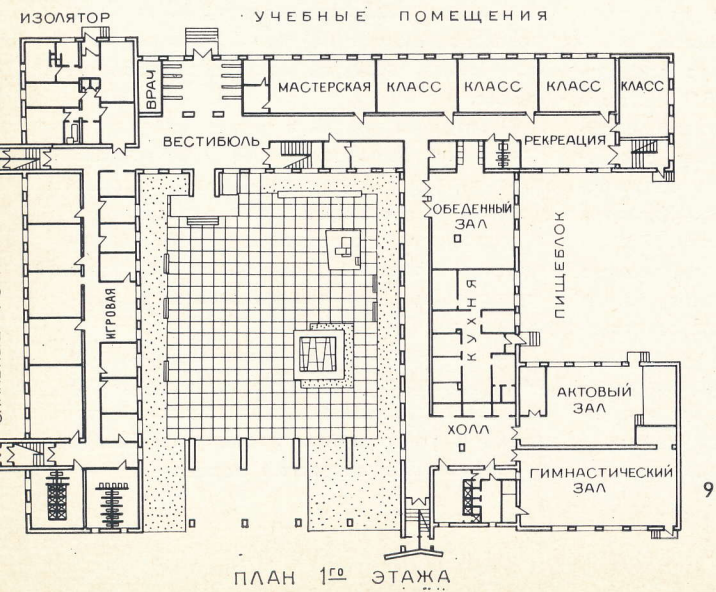 ИЗОЛЯТОР
УЧЕБНЫЕ ПОМЕЩЕНИЯ
ВРАЧ
МАСТЕРСКАЯ
КЛАСС
КЛАСС
КЛАСС
КЛАСС
ВЕСТИБЮЛЬ
РЕКРЕАЦИЯ
ОБЕДЕННЫЙ
ЗАЛ
ПИЩЕБЛОК
ИГРОВАЯ
КУХНЯ
АКТОВЫЙ
ЗАЛ
ХОЛЛ
ГИМНАСТИЧЕСКИЙ
ЗАЛ
9
ПЛАН 1го ЭТАЖА